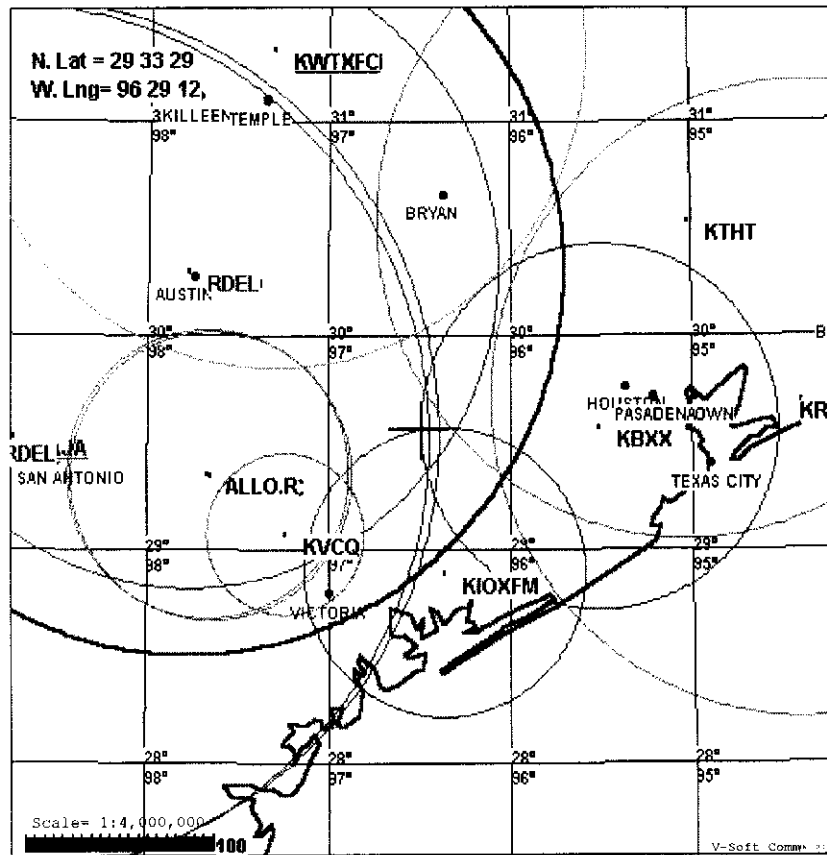 N. Lat = 29 33 29
W. Lng= 96 29 12,
KWTXFC
KILLEEN TEMPLE
31°
98°
31°
97°
31°
96°
31°
95°
BRYAN
KTHT
AUSTIN RDEL
30°
98°
30°
97°
30°
96°
30°
95°
B
HOUSTON
PASADENA OWN
KR
KBXX
RDEL
SAN ANTONIO
ALLO.R
TEXAS CITY
29°
98°
KVCQ
97°
29°
96°
29°
95°
KIOXFM
VICTORIA
28°
98°
28°
97°
28°
96°
28°
95°
Scale= 1:4,000,000
100
V-Soft Comm